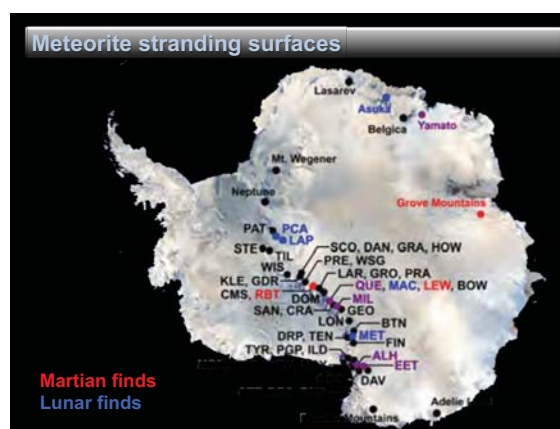 Meteorite stranding surfaces
Lasarev
Asuka
Belgica
Yamato
Mt. Wegener
Neptune
Grove Mountains
PAT
PCA
LAP
STE
TIL
WIS
SCO, DAN, GRA, HOW
PRE, WSG
KLE, GDR
LAR, GRO, PRA
CMS, RBT
DOM
QUE, MAC, LEW, BOW
MIL
SAN, CRA
GEO
LON
BTN
DRP, TEN
MET
FIN
TYR, PGP, ILD
ALH
EET
DAV
Martian finds
Lunar finds
Mountains
Adelie